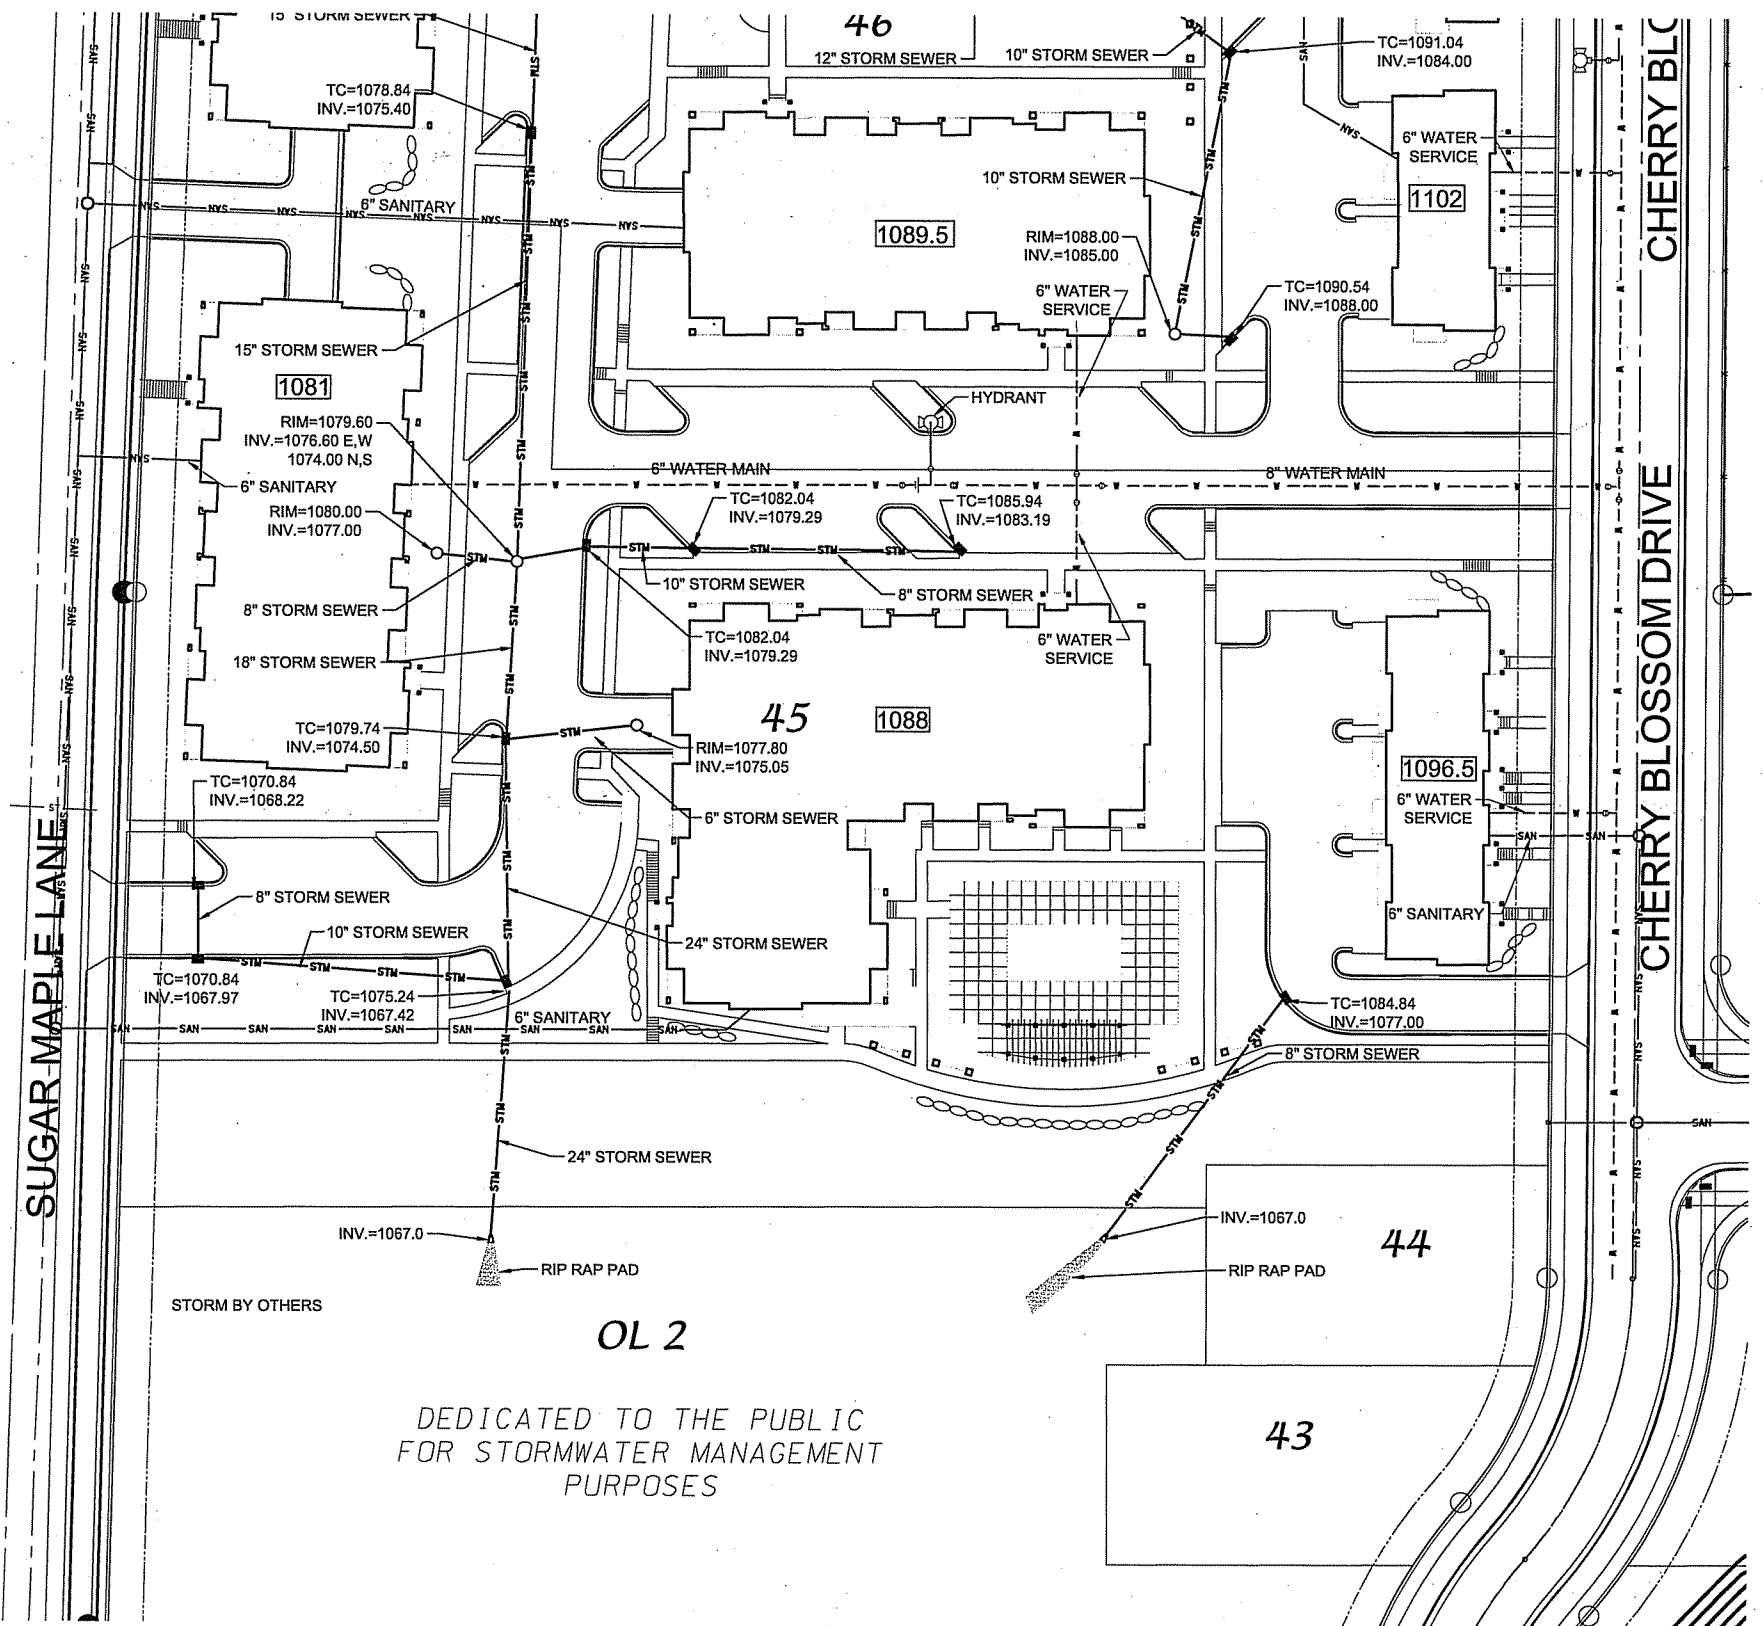 15" STORM SEWER
46
12" STORM SEWER
10" STORM SEWER
TC=1091.04
INV.=1084.00
TC=1078.84
INV.=1075.40
6" WATER
SERVICE
10" STORM SEWER
1102
6" SANITARY
1089.5
RIM=1088.00
INV.=1085.00
6" WATER
SERVICE
TC=1090.54
INV.=1088.00
15" STORM SEWER
1081
HYDRANT
RIM=1079.60
INV.=1076.60 E,W
1074.00 N,S
6" SANITARY
6" WATER MAIN
8" WATER MAIN
RIM=1080.00
INV.=1077.00
TC=1082.04
INV.=1079.29
TC=1085.94
INV.=1083.19
10" STORM SEWER
8" STORM SEWER
8" STORM SEWER
TC=1082.04
INV.=1079.29
6" WATER
SERVICE
18" STORM SEWER
45
1088
TC=1079.74
INV.=1074.50
RIM=1077.80
INV.=1075.05
1096.5
TC=1070.84
INV.=1068.22
6" STORM SEWER
6" WATER
SERVICE
8" STORM SEWER
6" SANITARY
10" STORM SEWER
24" STORM SEWER
TC=1070.84
INV.=1067.97
TC=1075.24
INV.=1067.42
6" SANITARY
TC=1084.84
INV.=1077.00
8" STORM SEWER
24" STORM SEWER
INV.=1067.0
INV.=1067.0
44
RIP RAP PAD
RIP RAP PAD
STORM BY OTHERS
OL 2
DEDICATED TO THE PUBLIC
FOR STORMWATER MANAGEMENT
PURPOSES
43
SUGAR MAPLE LANE
CHERRY BLOSSOM DRIVE
CHERRY BLO
SAN
STM
W